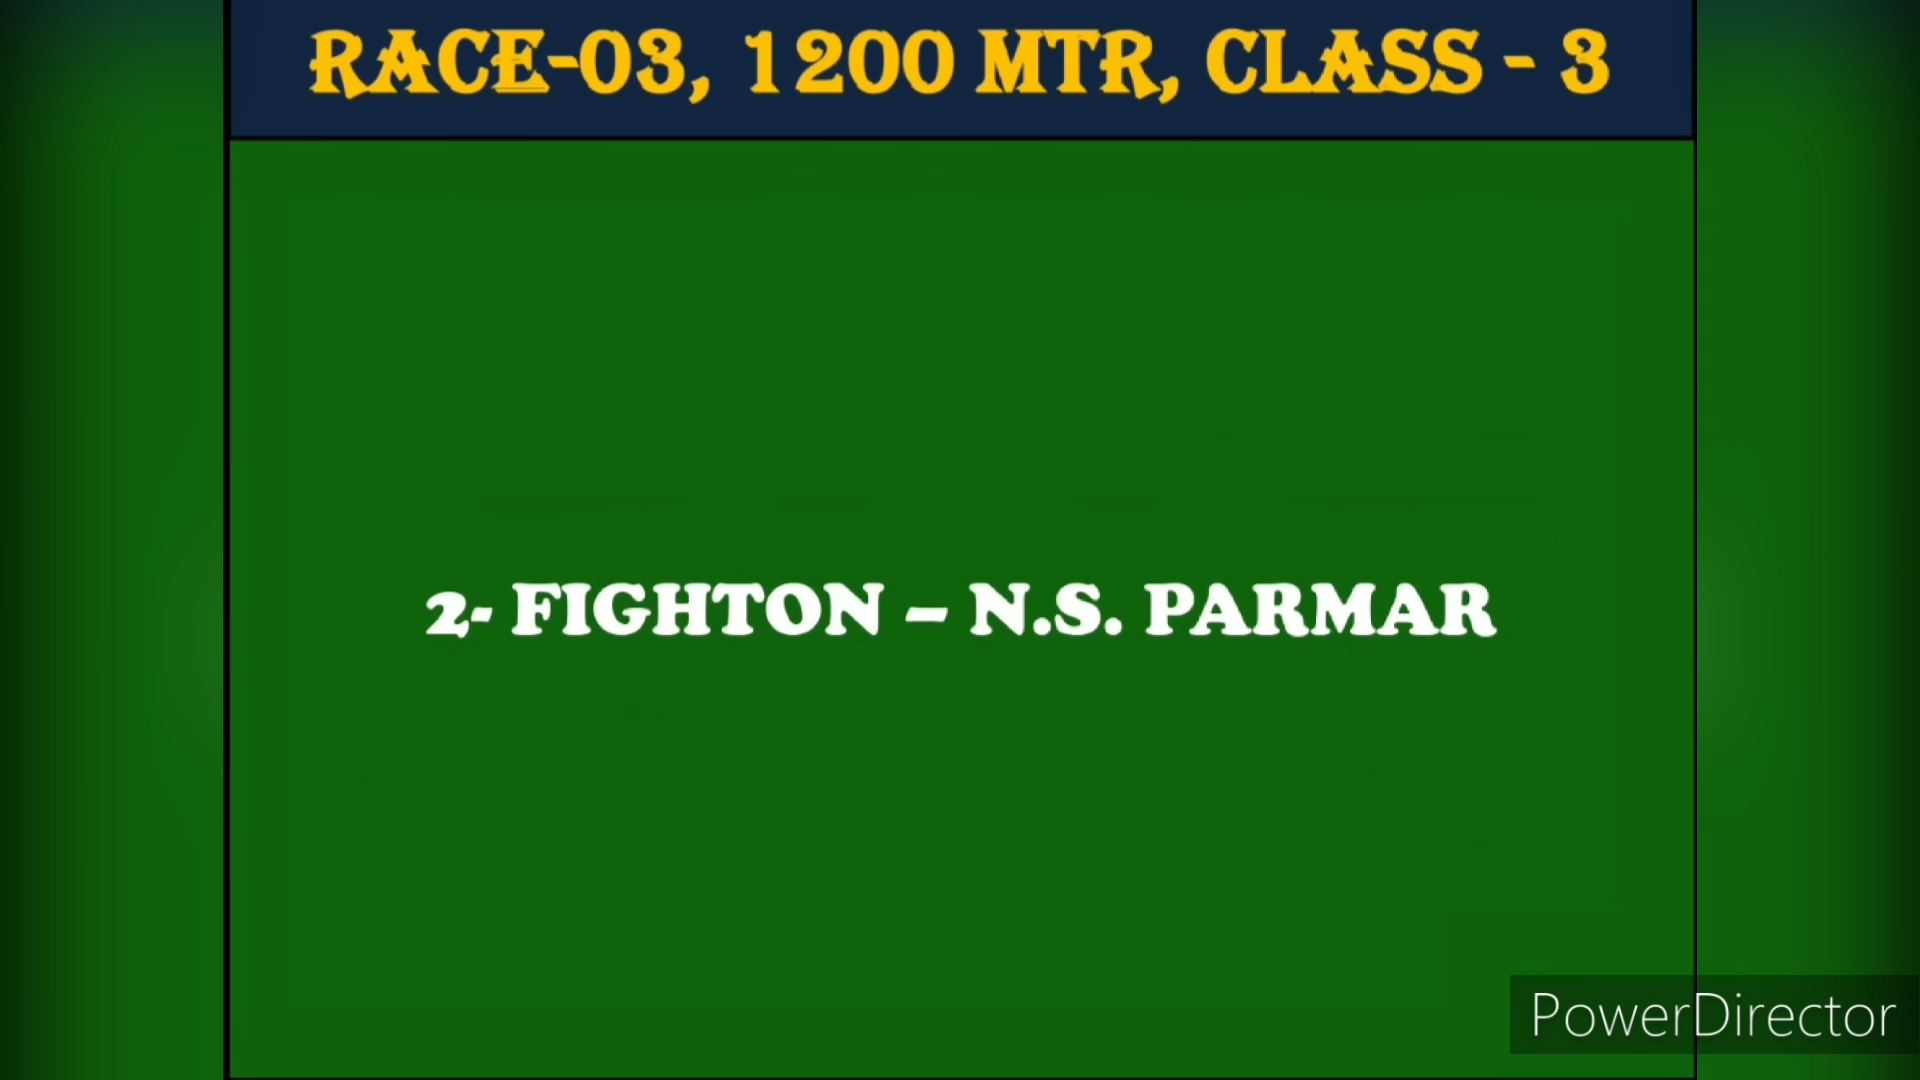 RACE-03, 1200 MTR, CLASS - 3
2- FIGHTON – N.S. PARMAR
PowerDirector